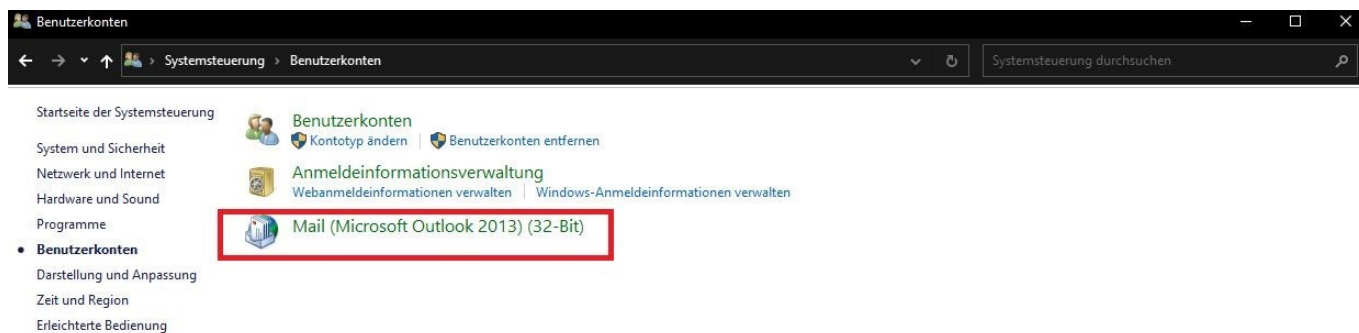 Benutzerkonten
Systemsteuerung > Benutzerkonten
Systemsteuerung durchsuchen
Startseite der Systemsteuerung
System und Sicherheit
Netzwerk und Internet
Hardware und Sound
Programme
Benutzerkonten
Darstellung und Anpassung
Zeit und Region
Erleichterte Bedienung
Benutzerkonten
Kontotyp ändern | Benutzerkonten entfernen
Anmeldeinformationsverwaltung
Webanmeldeinformationen verwalten | Windows-Anmeldeinformationen verwalten
Mail (Microsoft Outlook 2013) (32-Bit)